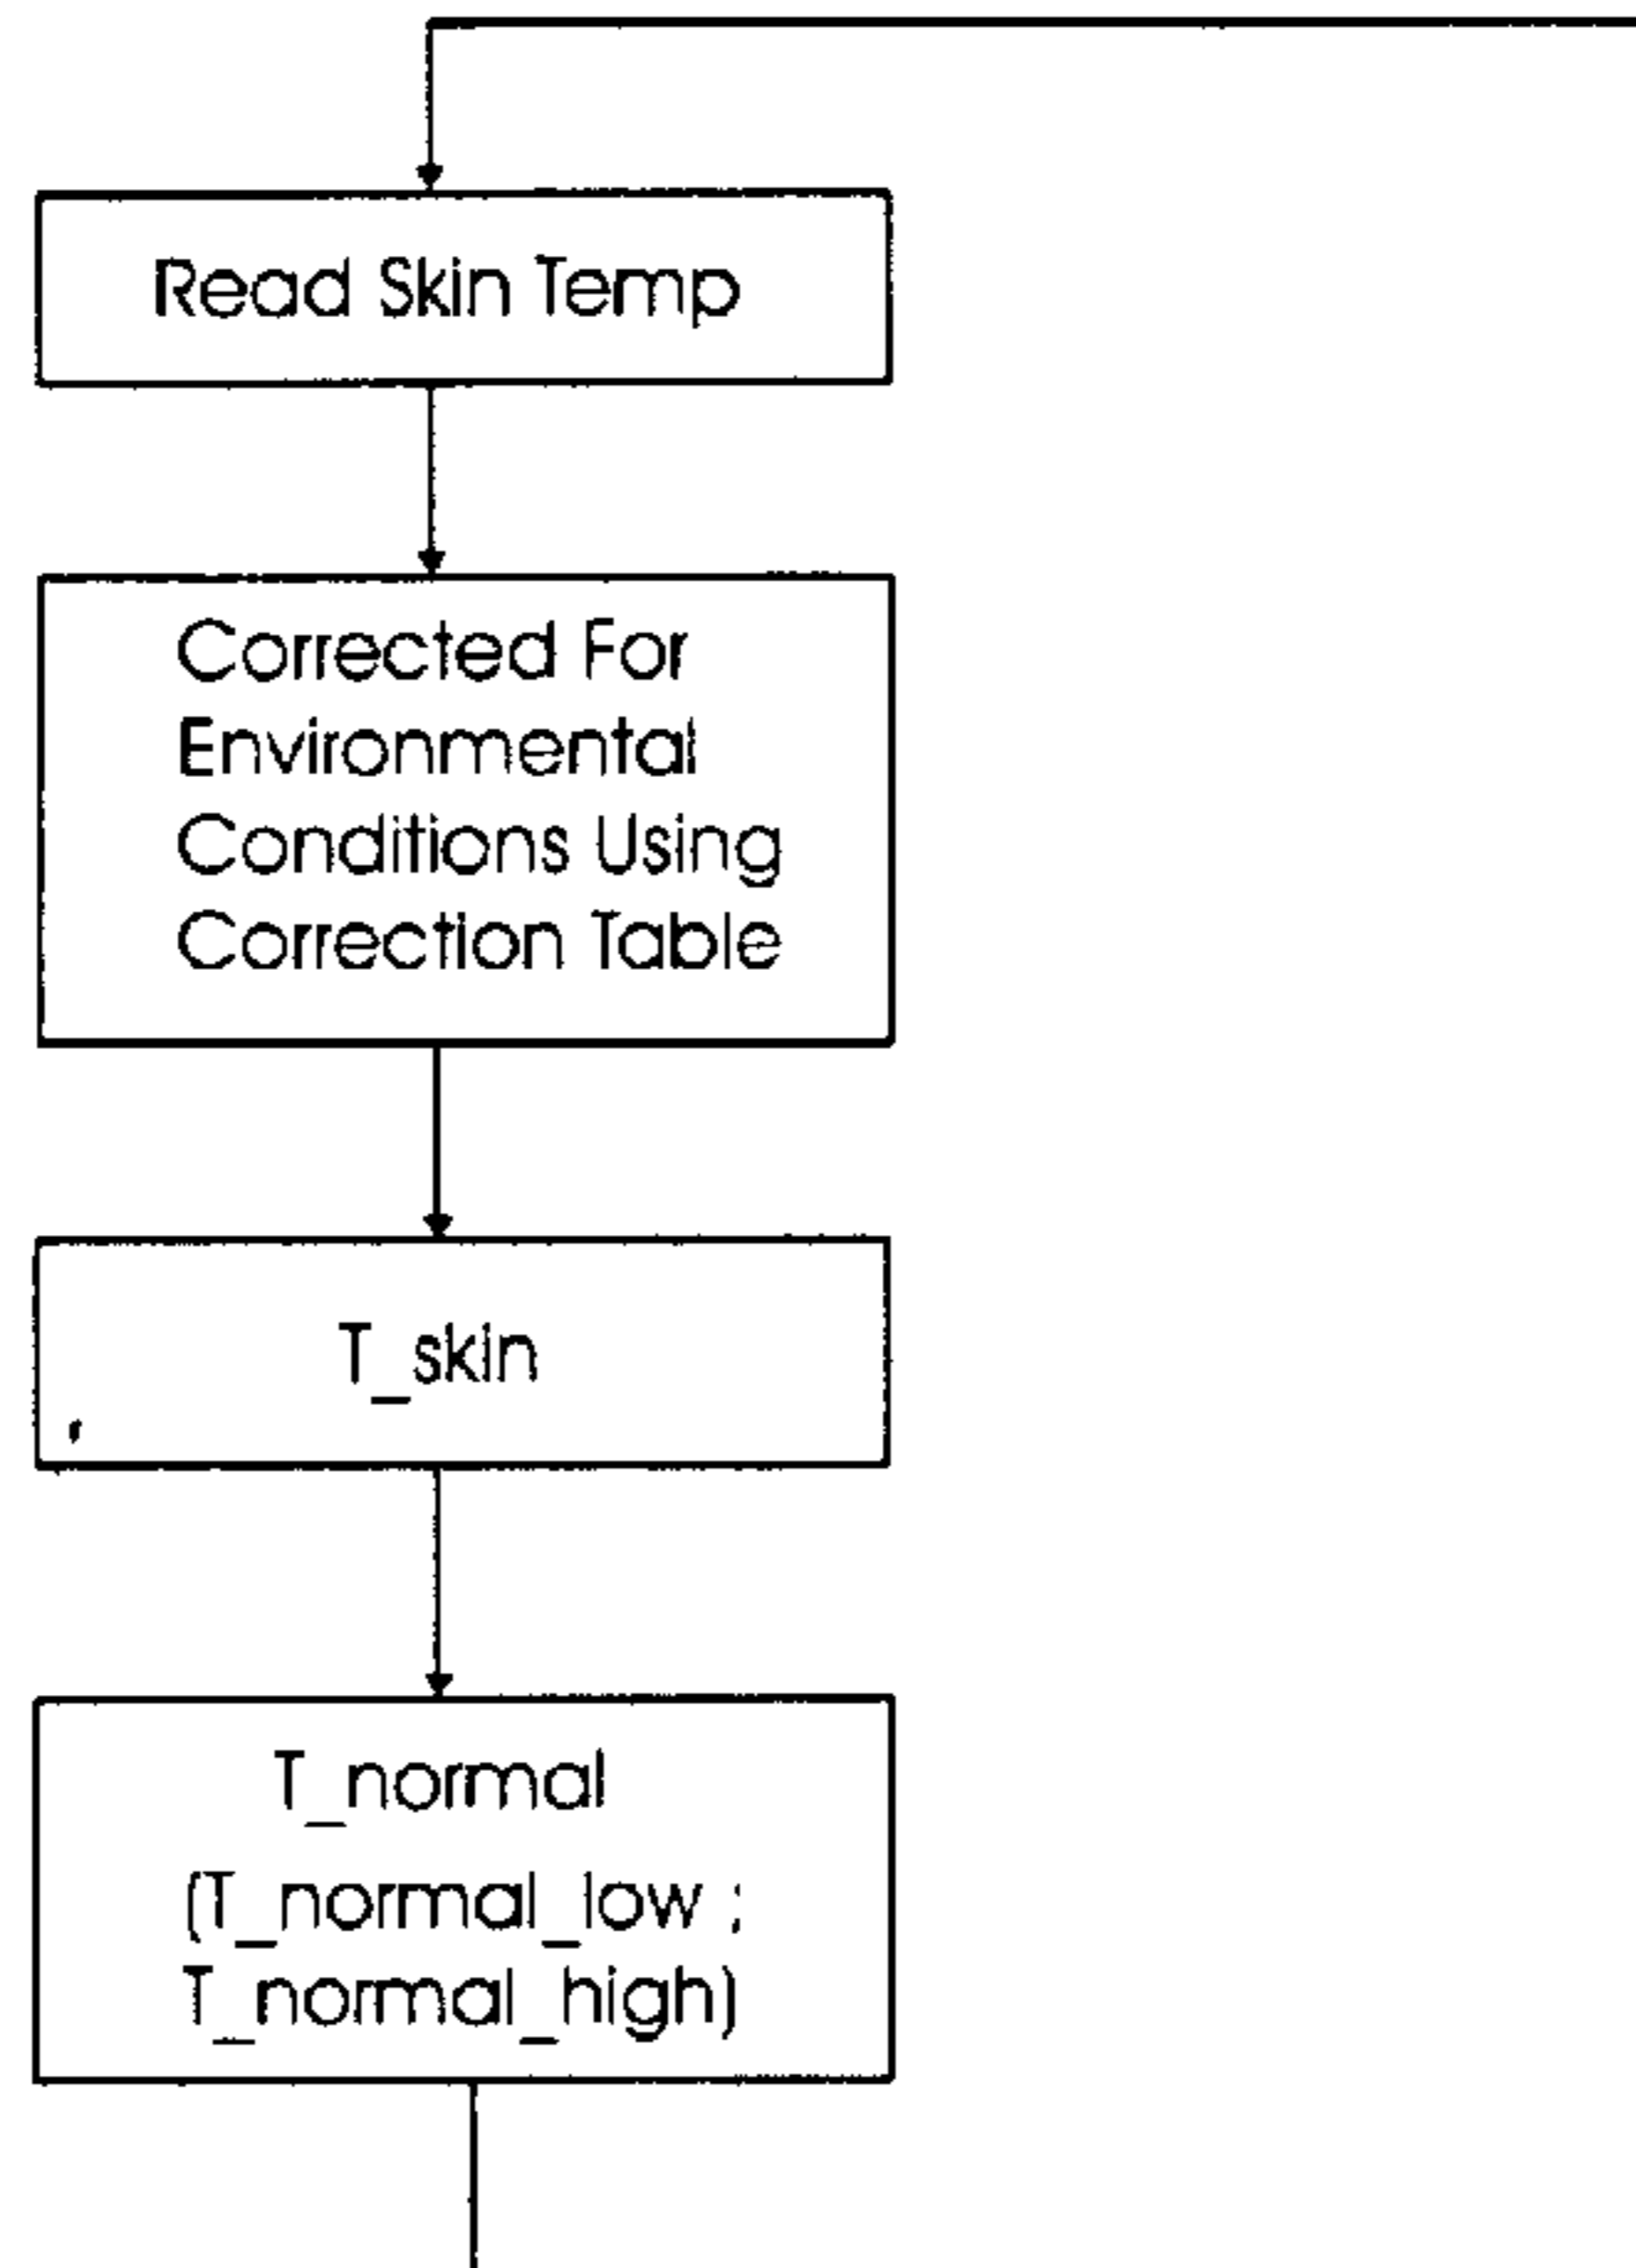 Read Skin Temp
Corrected For
Environmental
Conditions Using
Correction Table
T_skin
T_normal
(T_normal_low ;
T_normal_high)